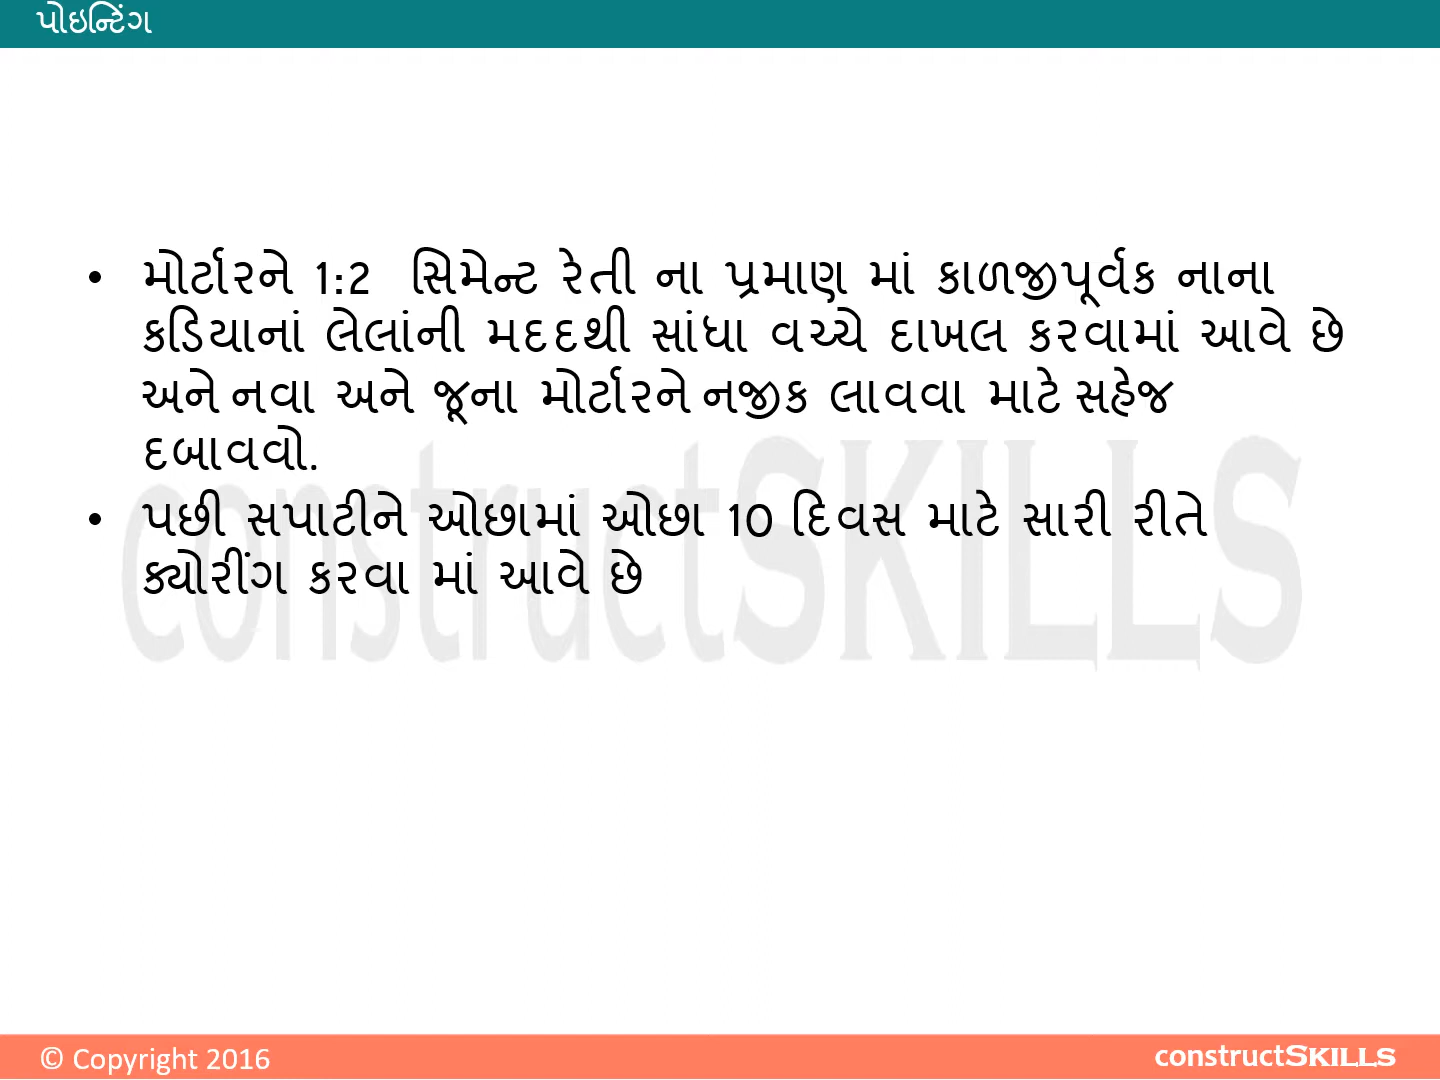 પોઇન્ટિંગ
• મોર્ટારને 1:2 સિમેન્ટ રેતી ના પ્રમાણ માં કાળજીપૂર્વક નાના
કડિયાનાં લેલાંની મદદથી સાંધા વચ્ચે દાખલ કરવામાં આવે છે
અને નવા અને જૂના મોર્ટારને નજીક લાવવા માટે સહેજ
દબાવવો.
• પછી સપાટીને ઓછામાં ઓછા 10 દિવસ માટે સારી રીતે
ક્યોરીંગ કરવા માં આવે છે
constructSKILLS
© Copyright 2016
constructSKILLS